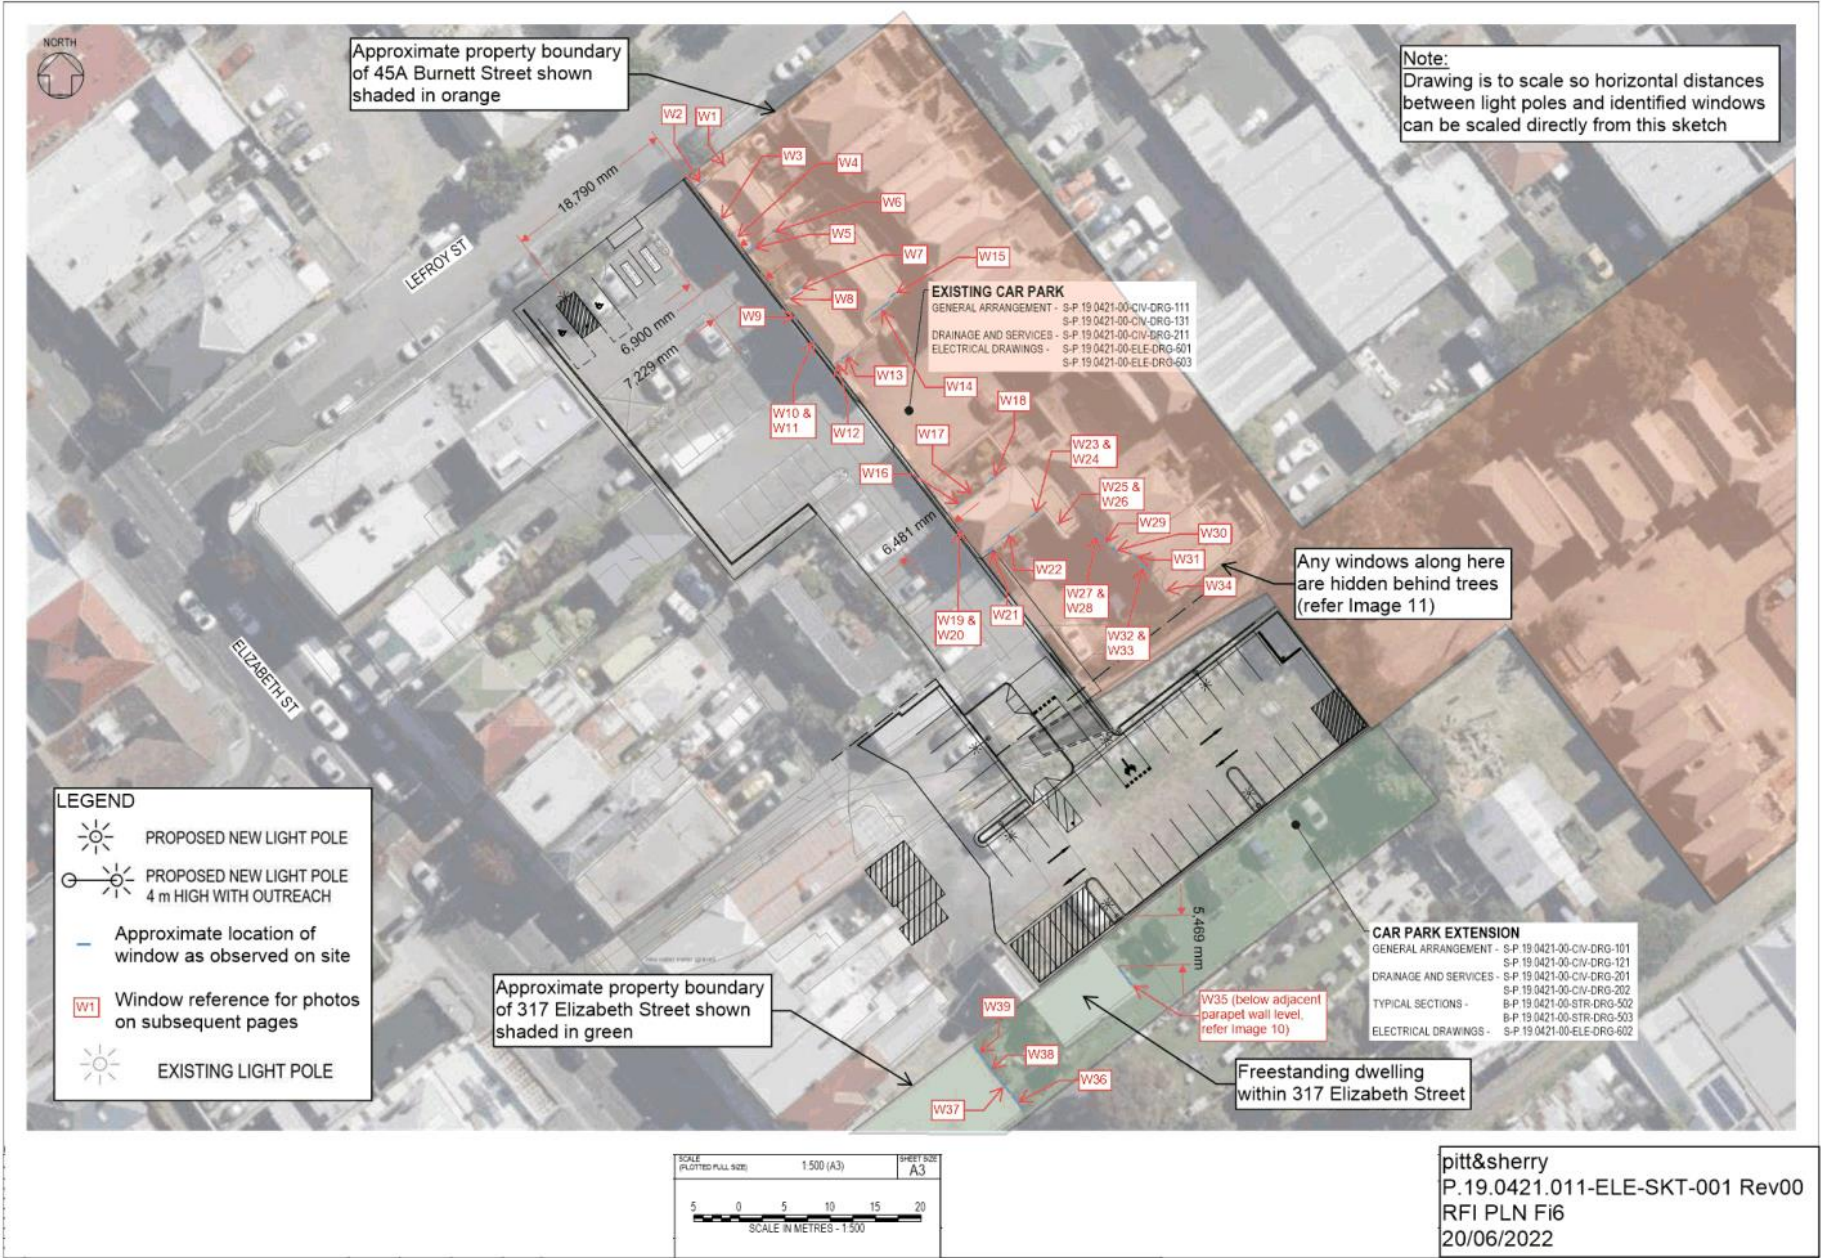 NORTH
Approximate property boundary
of 45A Burnett Street shown
shaded in orange
Note:
Drawing is to scale so horizontal distances
between light poles and identified windows
can be scaled directly from this sketch
W2
W1
W3
W4
W6
W5
W7
W15
W8
W9
18,790 mm
LEFROY ST
6,900 mm
7,229 mm
EXISTING CAR PARK
GENERAL ARRANGEMENT - S-P.19.0421-00-CIV-DRG-111
S-P.19.0421-00-CIV-DRG-131
DRAINAGE AND SERVICES - S-P.19.0421-00-CIV-DRG-211
ELECTRICAL DRAWINGS - S-P.19.0421-00-ELE-DRG-601
S-P.19.0421-00-ELE-DRG-603
W13
W14
W10 &
W11
W12
W18
W17
W16
W23 &
W24
W25 &
W26
W29
W30
W31
W34
6,481 mm
W22
W27 &
W28
W21
W19 &
W20
W32 &
W33
Any windows along here
are hidden behind trees
(refer Image 11)
ELIZABETH ST
LEGEND
PROPOSED NEW LIGHT POLE
PROPOSED NEW LIGHT POLE
4 m HIGH WITH OUTREACH
Approximate location of
window as observed on site
W1
Window reference for photos
on subsequent pages
EXISTING LIGHT POLE
5,469 mm
CAR PARK EXTENSION
GENERAL ARRANGEMENT - S-P.19.0421-00-CIV-DRG-101
S-P.19.0421-00-CIV-DRG-121
DRAINAGE AND SERVICES - S-P.19.0421-00-CIV-DRG-201
S-P.19.0421-00-CIV-DRG-202
TYPICAL SECTIONS - B-P.19.0421-00-STR-DRG-502
B-P.19.0421-00-STR-DRG-503
ELECTRICAL DRAWINGS - S-P.19.0421-00-ELE-DRG-602
Approximate property boundary
of 317 Elizabeth Street shown
shaded in green
W35 (below adjacent
parapet wall level,
refer Image 10)
W39
W38
W36
W37
Freestanding dwelling
within 317 Elizabeth Street
SCALE
(PLOTTED FULL SIZE)
1:500 (A3)
SHEET SIZE
A3
5 0 5 10 15 20
SCALE IN METRES - 1:500
pitt&sherry
P.19.0421.011-ELE-SKT-001 Rev00
RFI PLN Fi6
20/06/2022